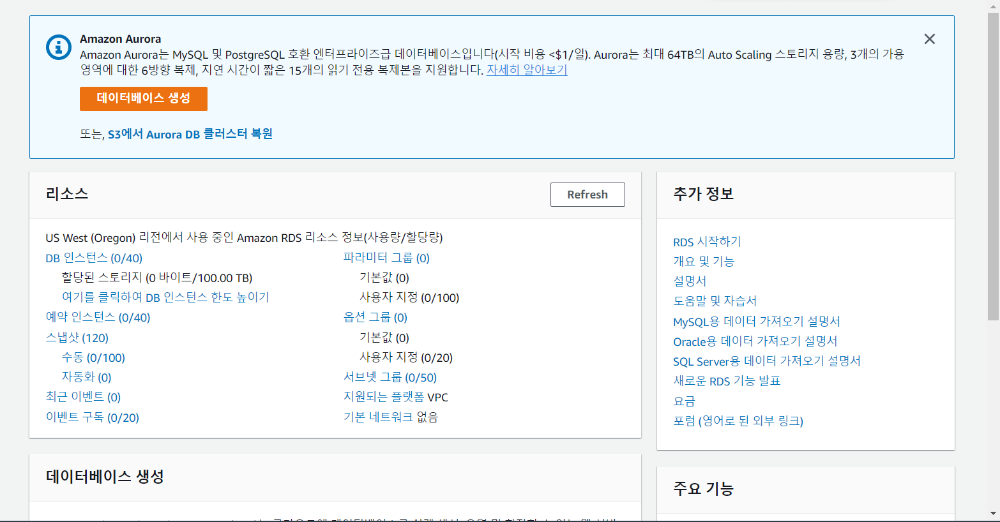 Amazon Aurora
Amazon Aurora는 MySQL 및 PostgreSQL 호환 엔터프라이즈급 데이터베이스입니다(시작 비용 <$1/일). Aurora는 최대 64TB의 Auto Scaling 스토리지 용량, 3개의 가용
영역에 대한 6방향 복제, 지연 시간이 짧은 15개의 읽기 전용 복제본을 지원합니다. 자세히 알아보기
데이터베이스 생성
또는, S3에서 Aurora DB 클러스터 복원
리소스
Refresh
US West (Oregon) 리전에서 사용 중인 Amazon RDS 리소스 정보(사용량/할당량)
DB 인스턴스 (0/40)
할당된 스토리지 (0 바이트/100.00 TB)
여기를 클릭하여 DB 인스턴스 한도 높이기
예약 인스턴스 (0/40)
스냅샷 (120)
수동 (0/100)
자동화 (0)
최근 이벤트 (0)
이벤트 구독 (0/20)
파라미터 그룹 (0)
기본값 (0)
사용자 지정 (0/100)
옵션 그룹 (0)
기본값 (0)
사용자 지정 (0/20)
서브넷 그룹 (0/50)
지원되는 플랫폼 VPC
기본 네트워크 없음
추가 정보
RDS 시작하기
개요 및 기능
설명서
도움말 및 자습서
MySQL용 데이터 가져오기 설명서
Oracle용 데이터 가져오기 설명서
SQL Server용 데이터 가져오기 설명서
새로운 RDS 기능 발표
요금
포럼 (영어로 된 외부 링크)
데이터베이스 생성
주요 기능